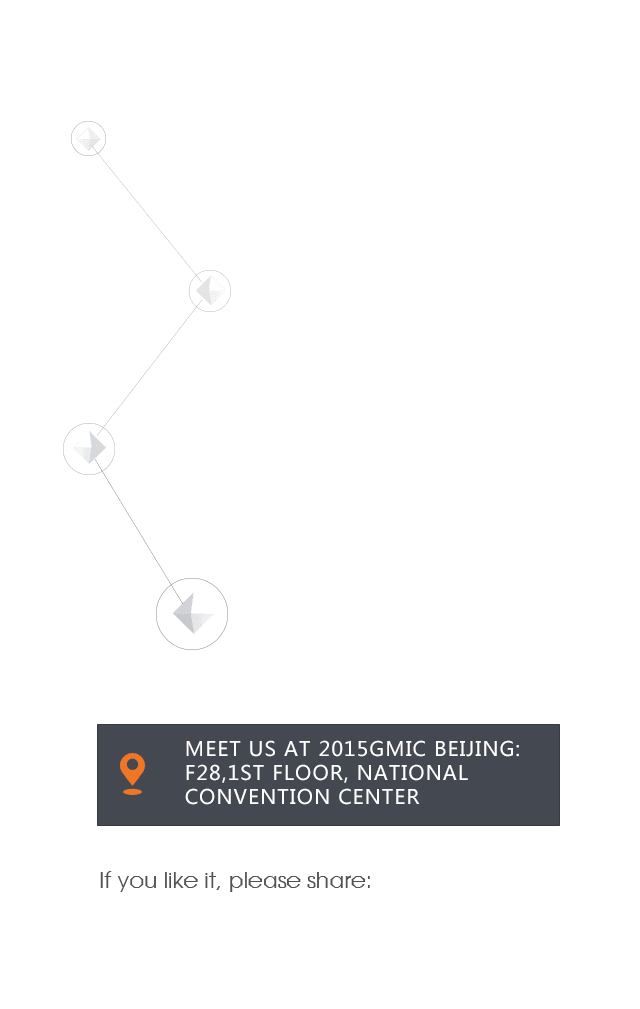 MEET US AT 2015GMIC BEIJING:
F28,1ST FLOOR, NATIONAL
CONVENTION CENTER
If you like it, please share: